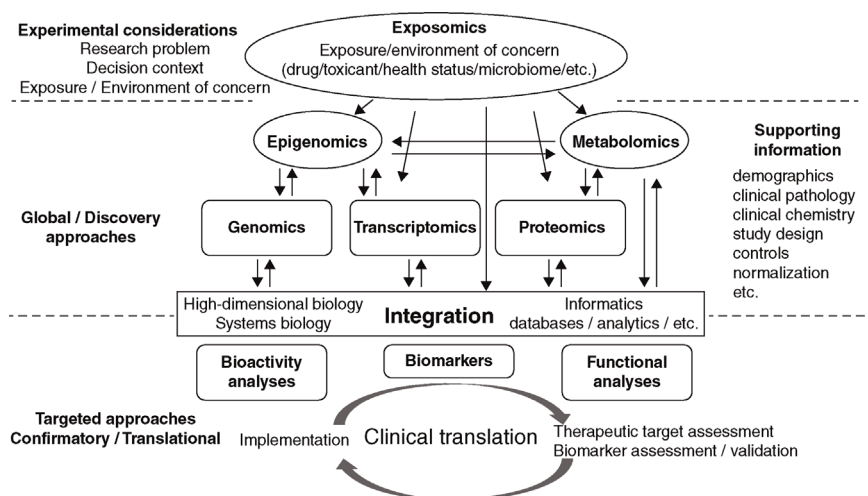 Experimental considerations
Research problem
Decision context
Exposure / Environment of concern
Exposomics
Exposure/environment of concern
(drug/toxicant/health status/microbiome/etc.)
Epigenomics
Metabolomics
Supporting
information
demographics
clinical pathology
clinical chemistry
study design
controls
normalization
etc.
Global / Discovery
approaches
Genomics
Transcriptomics
Proteomics
High-dimensional biology
Systems biology
Integration
Informatics
databases / analytics / etc.
Bioactivity
analyses
Biomarkers
Functional
analyses
Targeted approaches
Confirmatory / Translational
Implementation
Clinical translation
Therapeutic target assessment
Biomarker assessment / validation